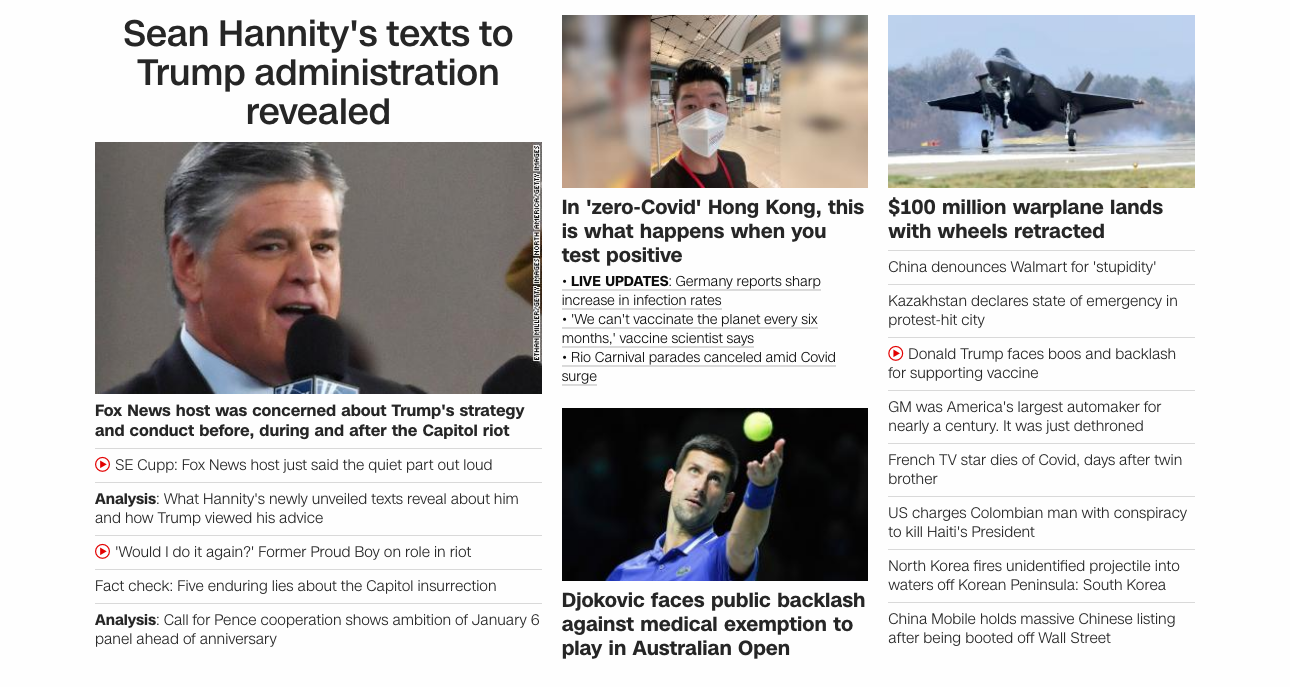 Sean Hannity's texts to
Trump administration
revealed
ETHAN MILLER/GETTY IMAGES NORTH AMERICA/GETTY IMAGES
Fox News host was concerned about Trump's strategy
and conduct before, during and after the Capitol riot
SE Cupp: Fox News host just said the quiet part out loud
Analysis: What Hannity's newly unveiled texts reveal about him
and how Trump viewed his advice
'Would I do it again?' Former Proud Boy on role in riot
Fact check: Five enduring lies about the Capitol insurrection
Analysis: Call for Pence cooperation shows ambition of January 6
panel ahead of anniversary
In 'zero-Covid' Hong Kong, this
is what happens when you
test positive
• LIVE UPDATES: Germany reports sharp
increase in infection rates
• 'We can't vaccinate the planet every six
months,' vaccine scientist says
• Rio Carnival parades canceled amid Covid
surge
Djokovic faces public backlash
against medical exemption to
play in Australian Open
$100 million warplane lands
with wheels retracted
China denounces Walmart for 'stupidity'
Kazakhstan declares state of emergency in
protest-hit city
Donald Trump faces boos and backlash
for supporting vaccine
GM was America's largest automaker for
nearly a century. It was just dethroned
French TV star dies of Covid, days after twin
brother
US charges Colombian man with conspiracy
to kill Haiti's President
North Korea fires unidentified projectile into
waters off Korean Peninsula: South Korea
China Mobile holds massive Chinese listing
after being booted off Wall Street